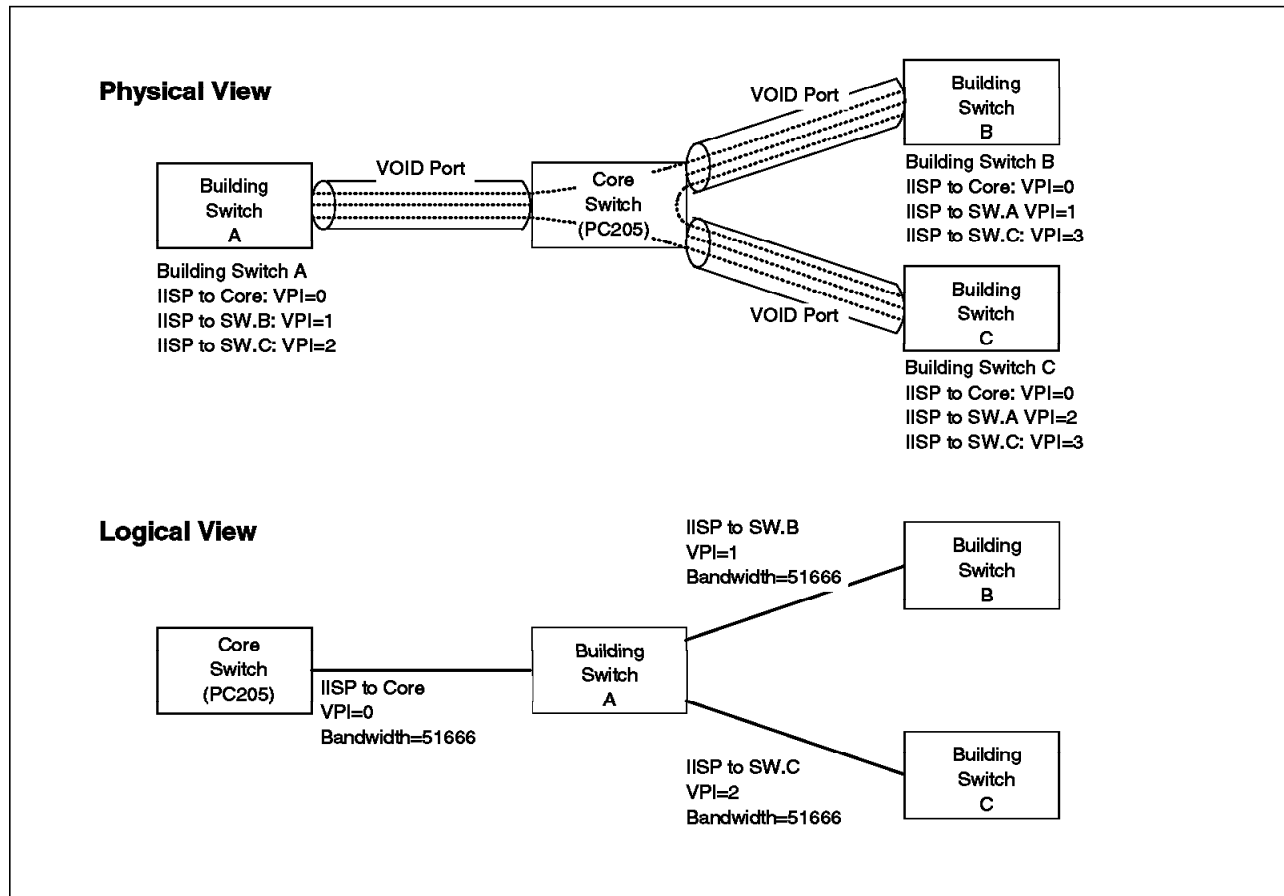 Physical View
VOID Port
Building
Switch
B
VOID Port
Building
Switch
A
Core
Switch
(PC205)
Building Switch B
IISP to Core: VPI=0
IISP to SW.A VPI=1
IISP to SW.C: VPI=3
Building Switch A
IISP to Core: VPI=0
IISP to SW.B: VPI=1
IISP to SW.C: VPI=2
VOID Port
Building
Switch
C
Building Switch C
IISP to Core: VPI=0
IISP to SW.A VPI=2
IISP to SW.C: VPI=3
Logical View
IISP to SW.B
VPI=1
Bandwidth=51666
Building
Switch
B
Core
Switch
(PC205)
IISP to Core
VPI=0
Bandwidth=51666
Building
Switch
A
IISP to SW.C
VPI=2
Bandwidth=51666
Building
Switch
C